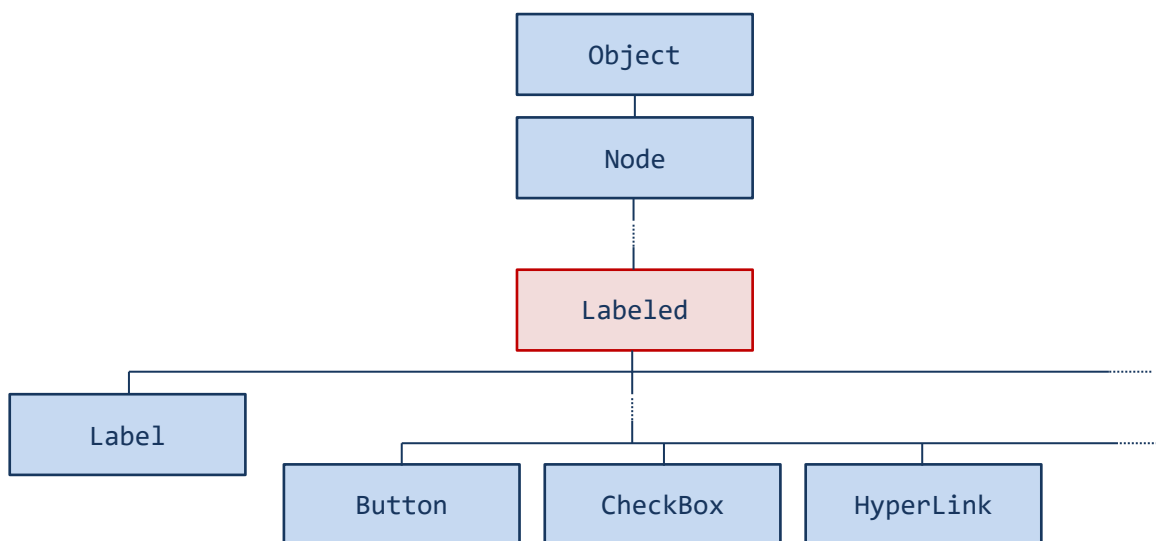 Object
Node
Labeled
Label
Button
CheckBox
HyperLink